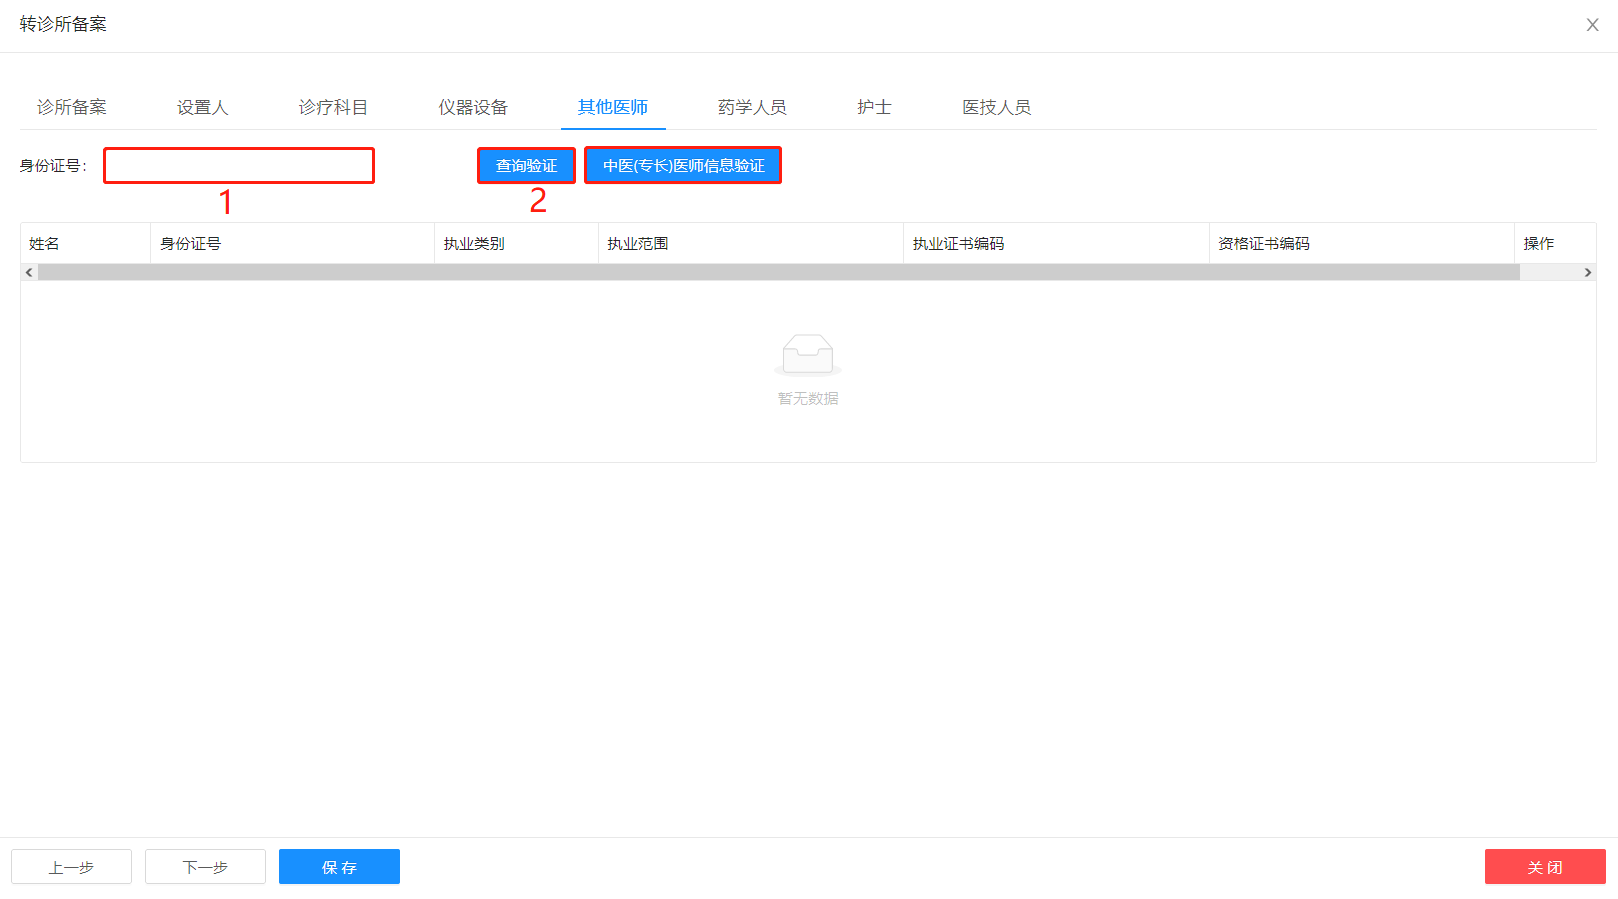 转诊所备案
诊所备案 设置人 诊疗科目 仪器设备 其他医师 药学人员 护士 医技人员
身份证号： 查询验证 中医(专长)医师信息验证
1 2
姓名 身份证号 执业类别 执业范围 执业证书编码 资格证书编码 操作
暂无数据
上一步 下一步 保 存 关 闭